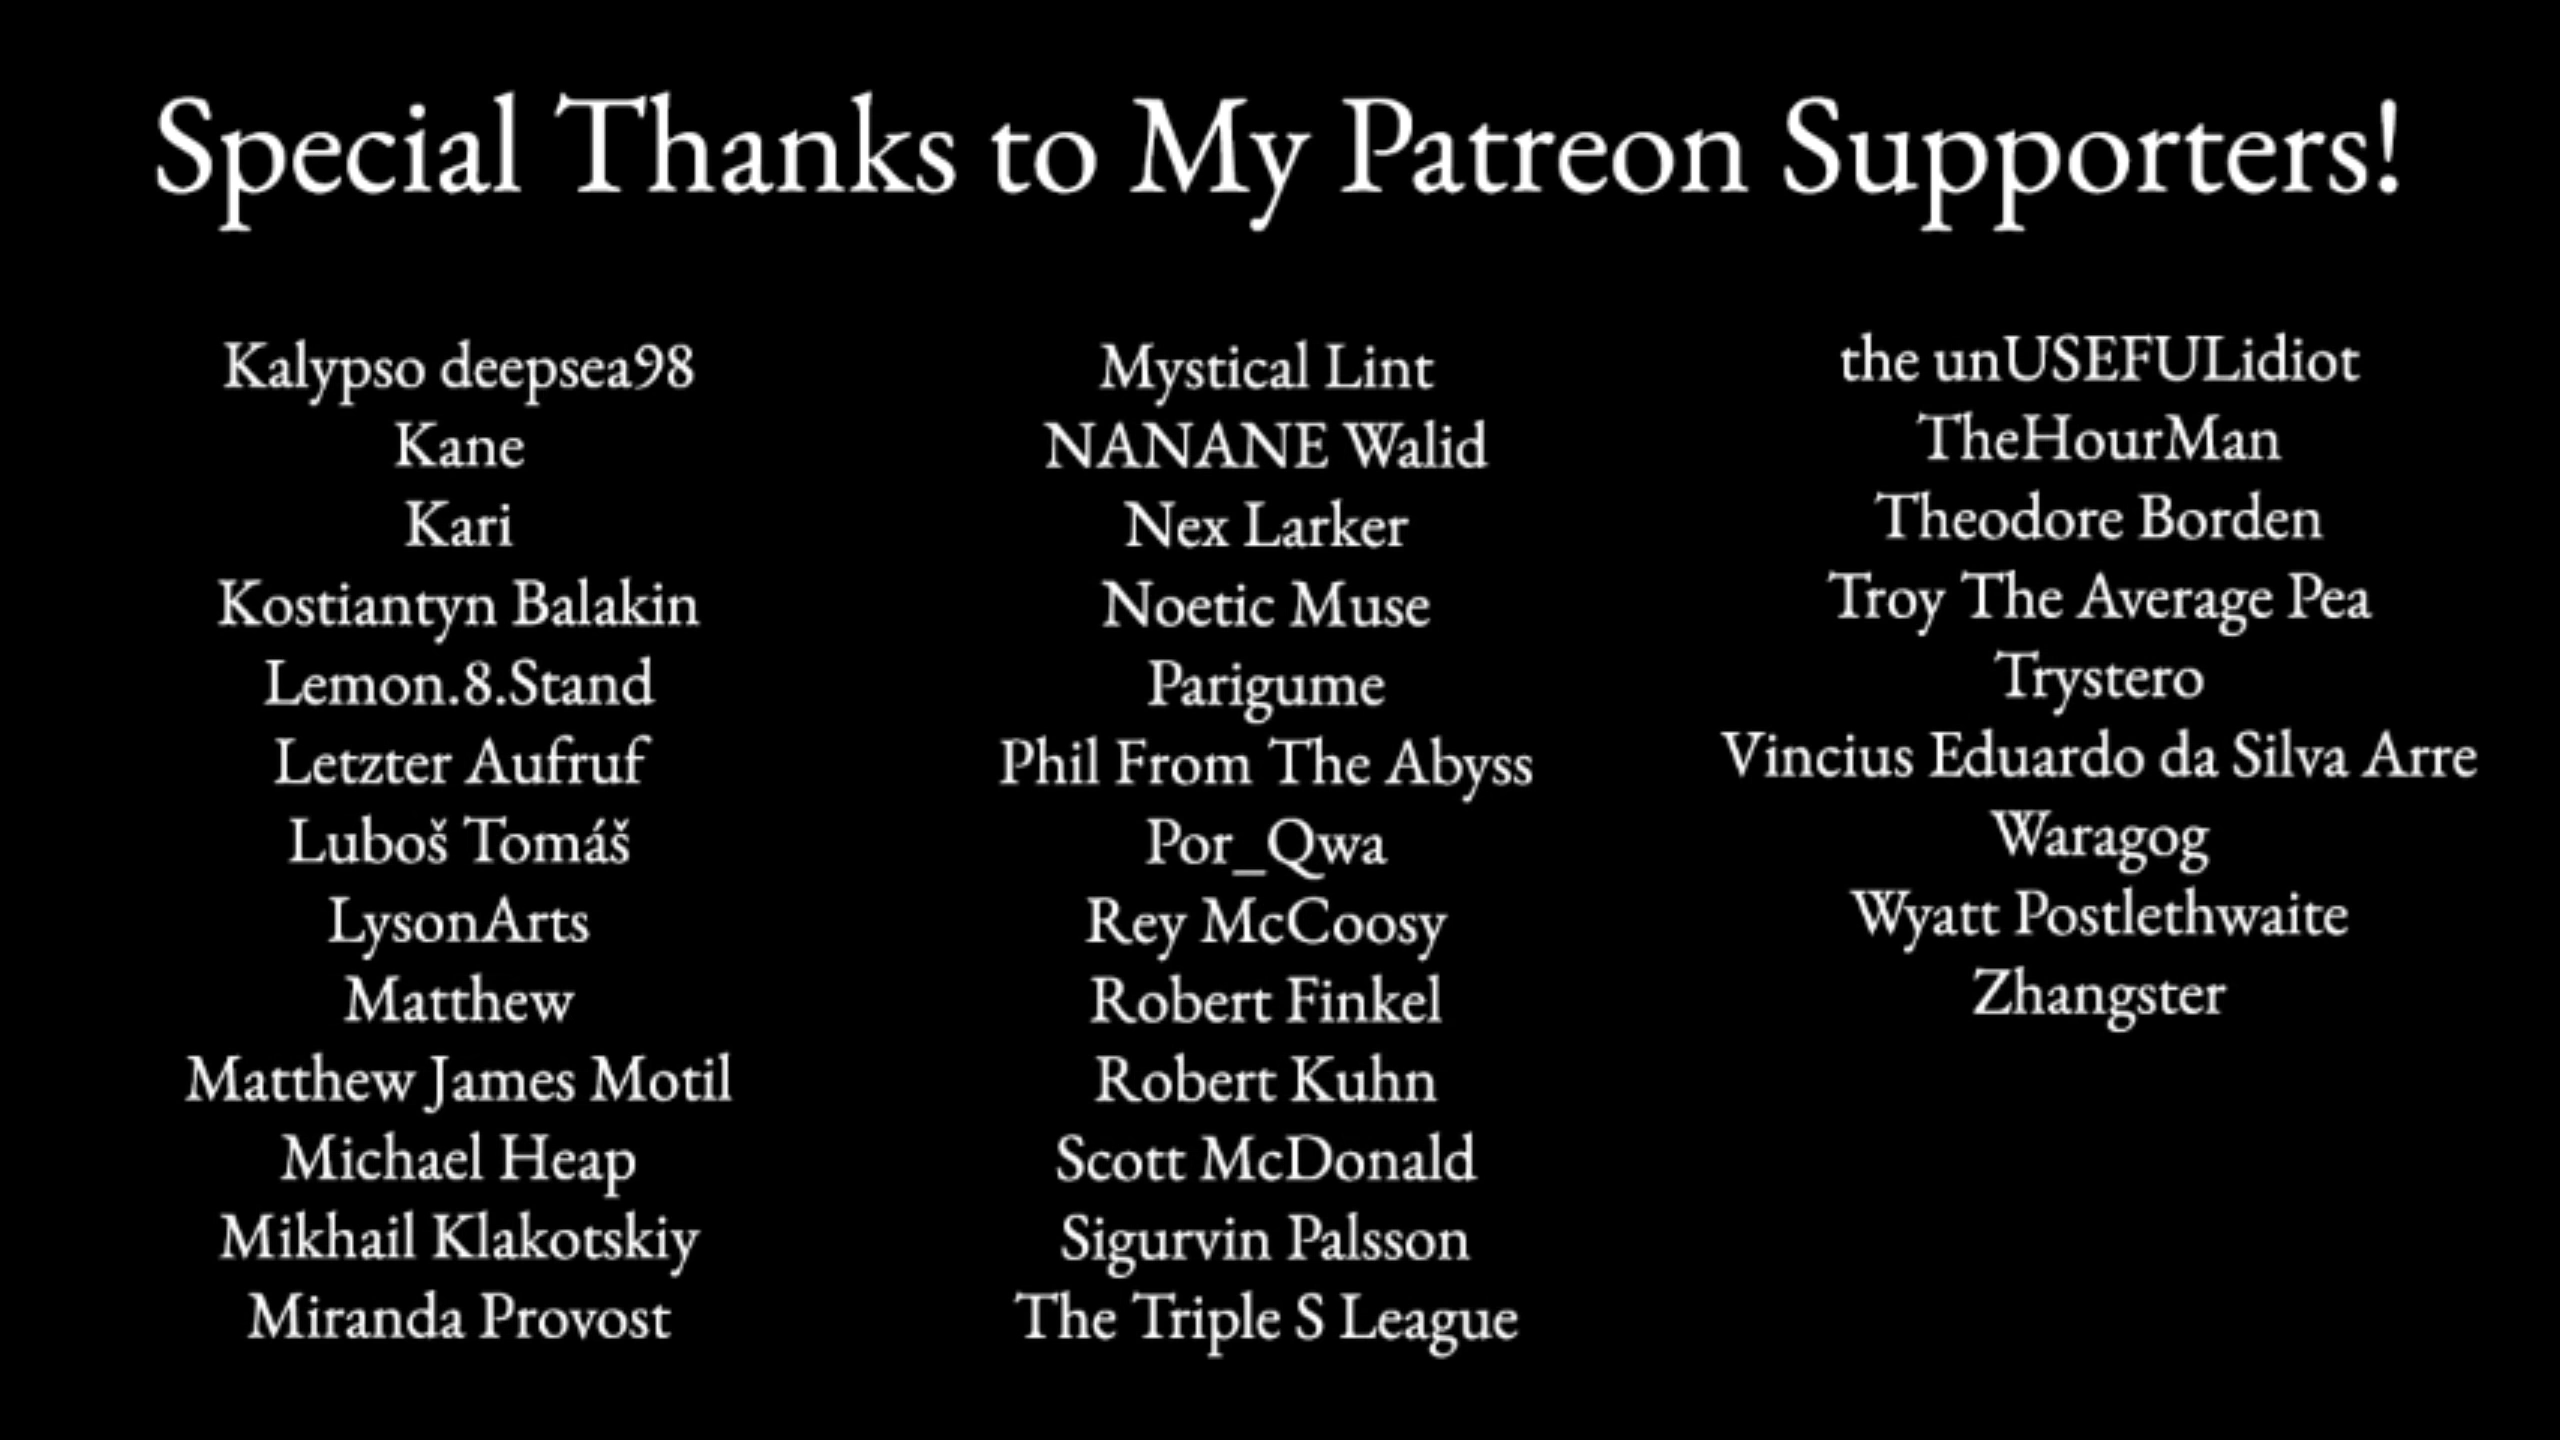 Special Thanks to My Patreon Supporters!
Kalypso deepsea98
Kane
Kari
Kostiantyn Balakin
Lemon.8.Stand
Letzter Aufruf
Luboš Tomáš
LysonArts
Matthew
Matthew James Motil
Michael Heap
Mikhail Klakotskiy
Miranda Provost
Mystical Lint
NANANE Walid
Nex Larker
Noetic Muse
Parigume
Phil From The Abyss
Por_Qwa
Rey McCoosy
Robert Finkel
Robert Kuhn
Scott McDonald
Sigurvin Palsson
The Triple S League
the unUSEFULidiot
TheHourMan
Theodore Borden
Troy The Average Pea
Trystero
Vincius Eduardo da Silva Arre
Waragog
Wyatt Postlethwaite
Zhangster